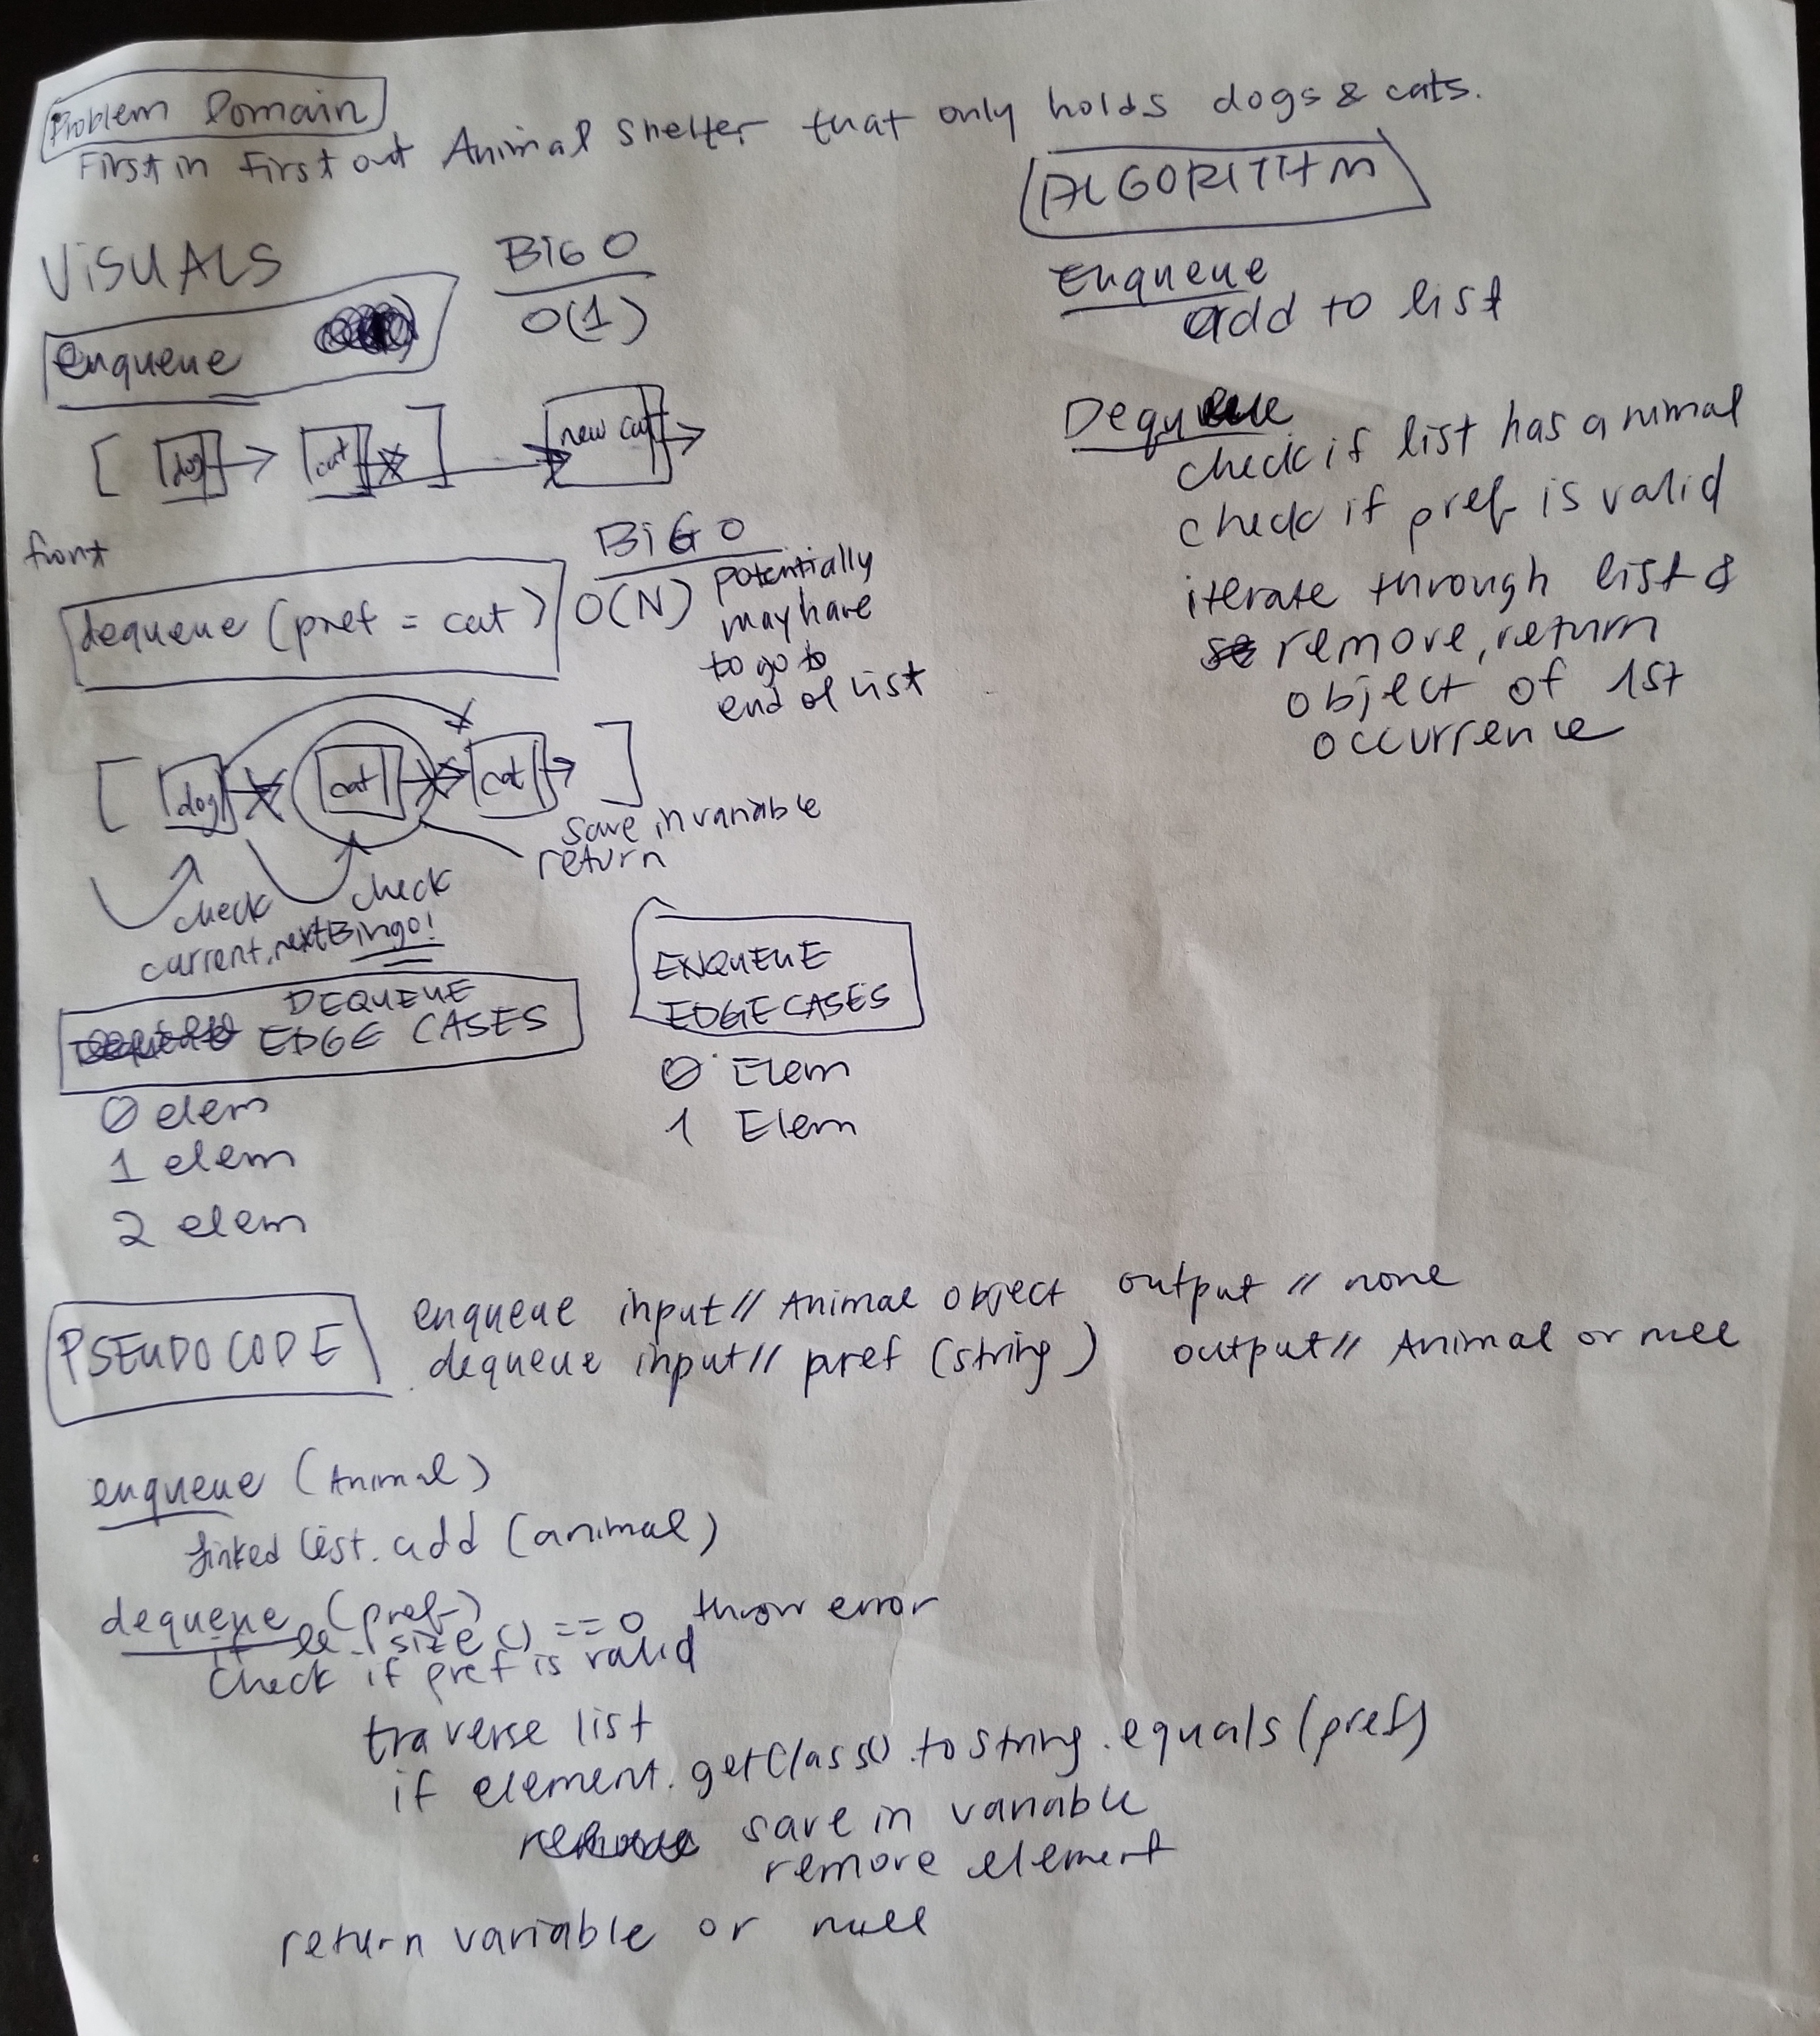 Problem Domain
First in first out Animal shelter that only holds dogs & cats.
VISUALS
BIG O
O(1)
enqueue
[ dog cat ] new cat
front
dequeue (pref = cat)
BIG O
O(N) potentially
may have
to go to
end of list
[ dog cat cat ]
save in variable
return
check
check
current.next Bingo!
DEQUEUE
EDGE CASES
0 elem
1 elem
2 elem
ENQUEUE
EDGE CASES
0 Elem
1 Elem
ALGORITHM
Enqueue
add to list
Dequeue
check if list has animal
check if pref is valid
iterate through list &
remove, return
object of 1st
occurrence
PSEUDOCODE
enqueue input// Animal object output // none
dequeue input// pref (string) output// Animal or null
enqueue (Animal)
linked list.add (animal)
dequeue (pref)
if ll.size() == 0 throw error
check if pref is valid
traverse list
if element.getClass().toString.equals(pref)
save in variable
remove element
return variable or null